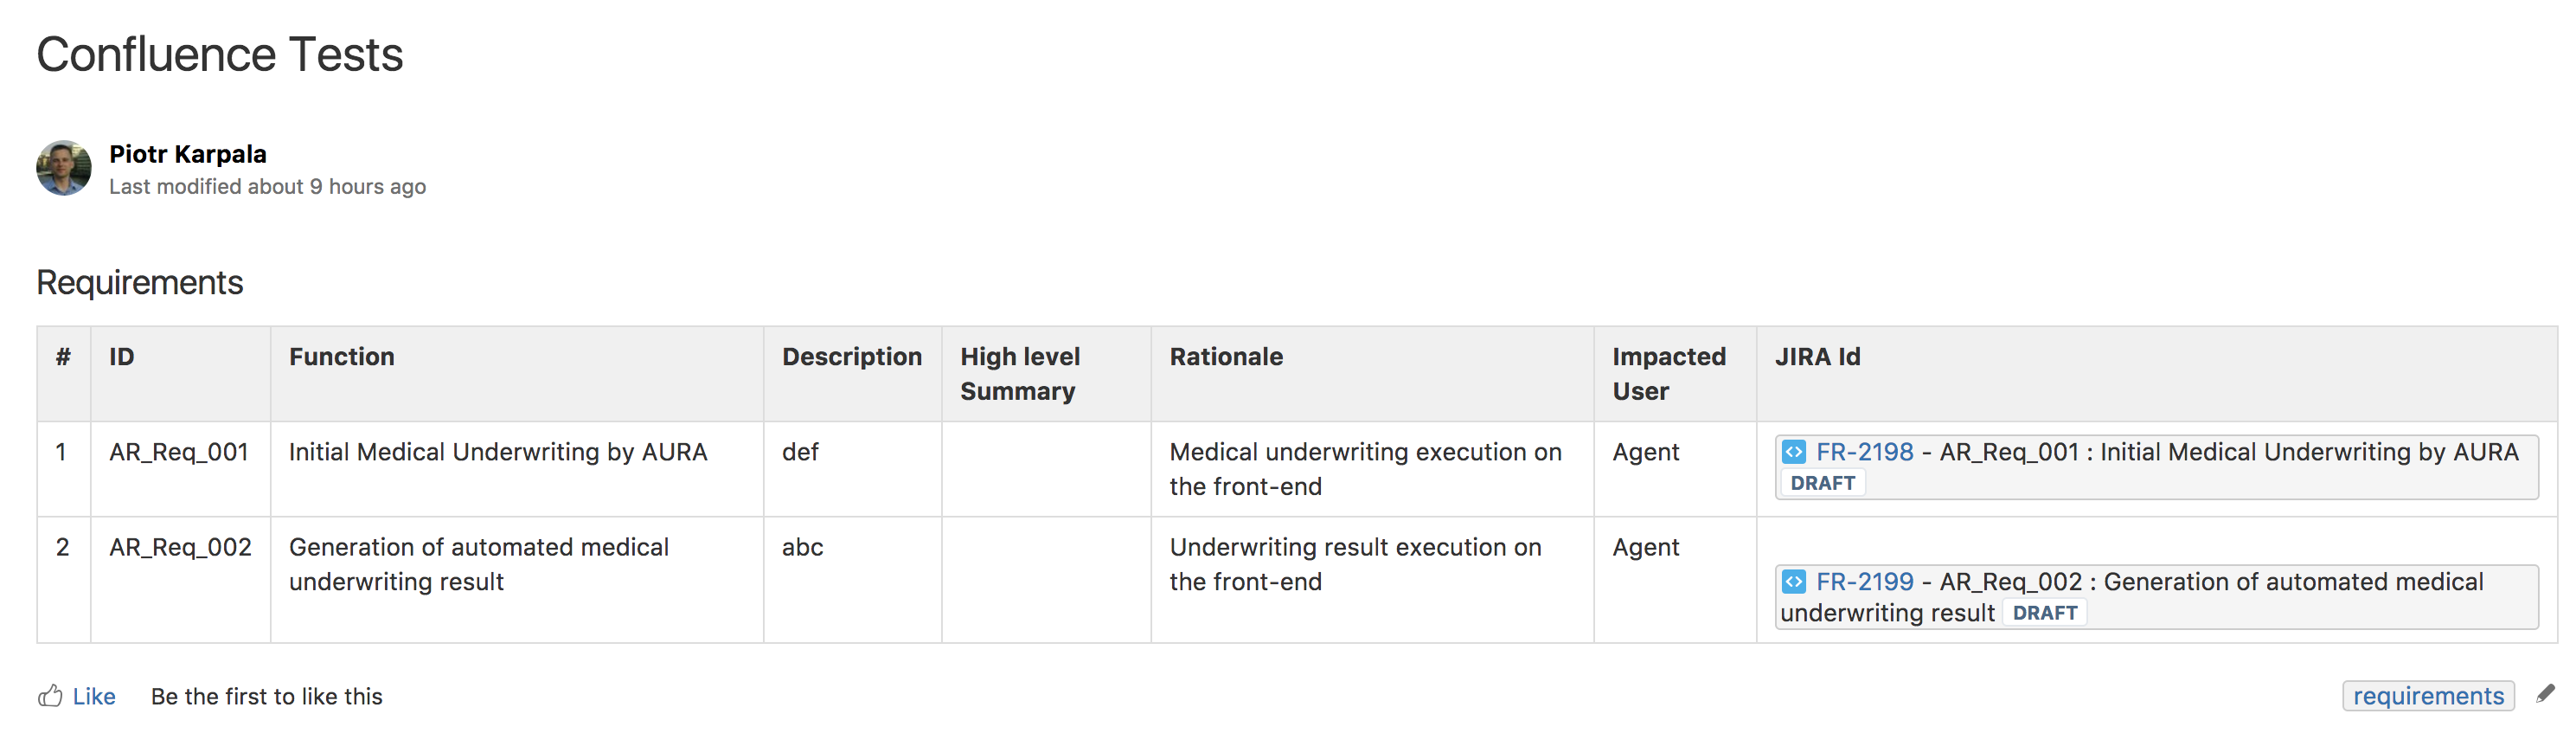 Confluence Tests
Piotr Karpala
Last modified about 9 hours ago
Requirements
# ID Function Description High level Summary Rationale Impacted User JIRA Id
1 AR_Req_001 Initial Medical Underwriting by AURA def Medical underwriting execution on the front-end Agent FR-2198 - AR_Req_001 : Initial Medical Underwriting by AURA DRAFT
2 AR_Req_002 Generation of automated medical underwriting result abc Underwriting result execution on the front-end Agent FR-2199 - AR_Req_002 : Generation of automated medical underwriting result DRAFT
Like Be the first to like this requirements